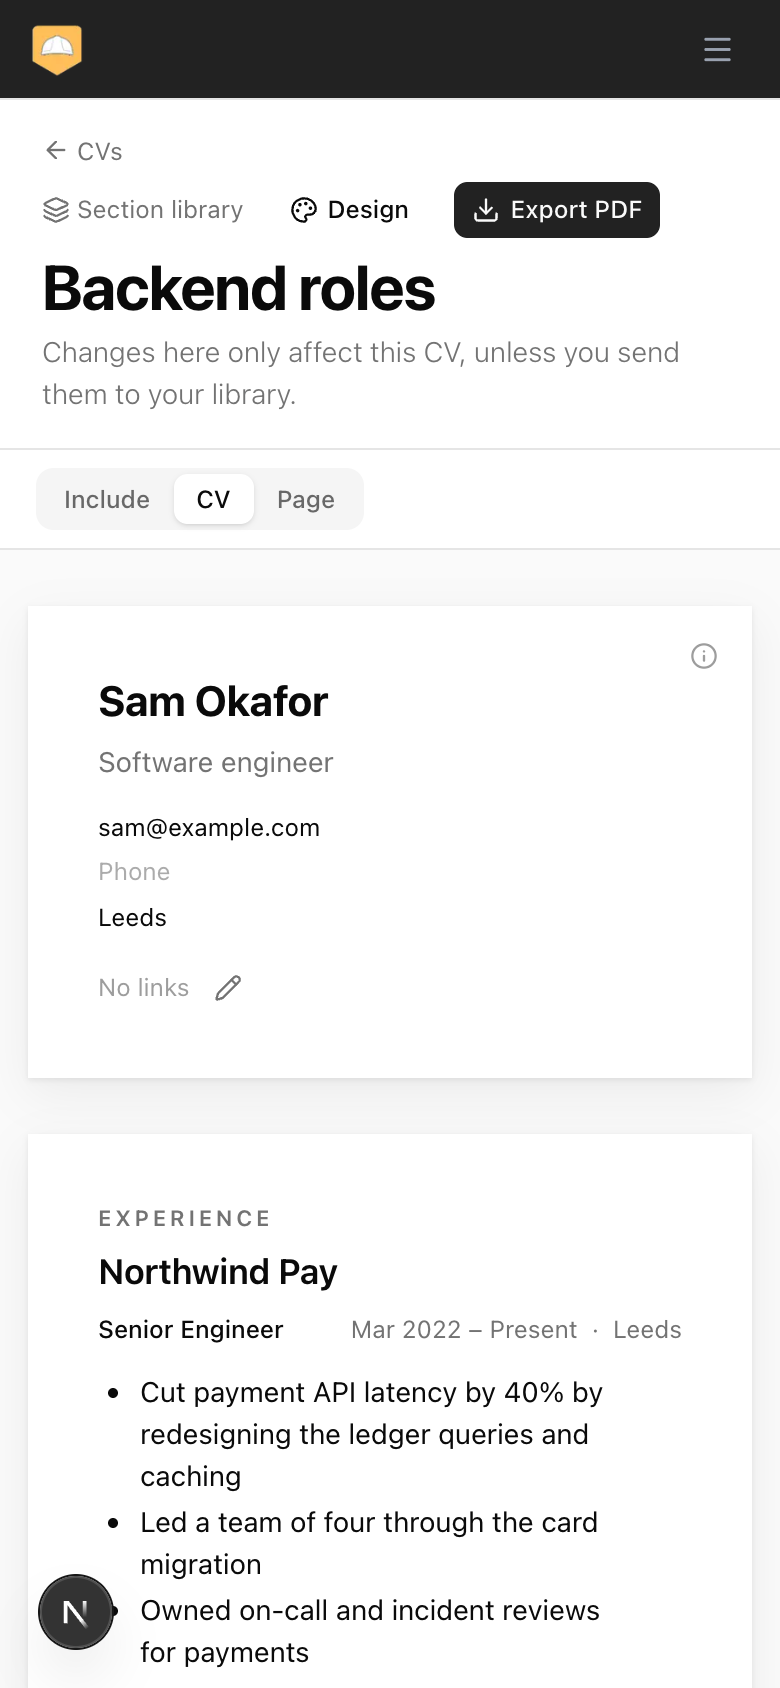 CVs
Section library
Design
Export PDF
Backend roles
Changes here only affect this CV, unless you send
them to your library.
Include
CV
Page
Sam Okafor
Software engineer
sam@example.com
Phone
Leeds
No links
EXPERIENCE
Northwind Pay
Senior Engineer
Mar 2022 – Present · Leeds
• Cut payment API latency by 40% by
redesigning the ledger queries and
caching
• Led a team of four through the card
migration
• Owned on-call and incident reviews
for payments
N